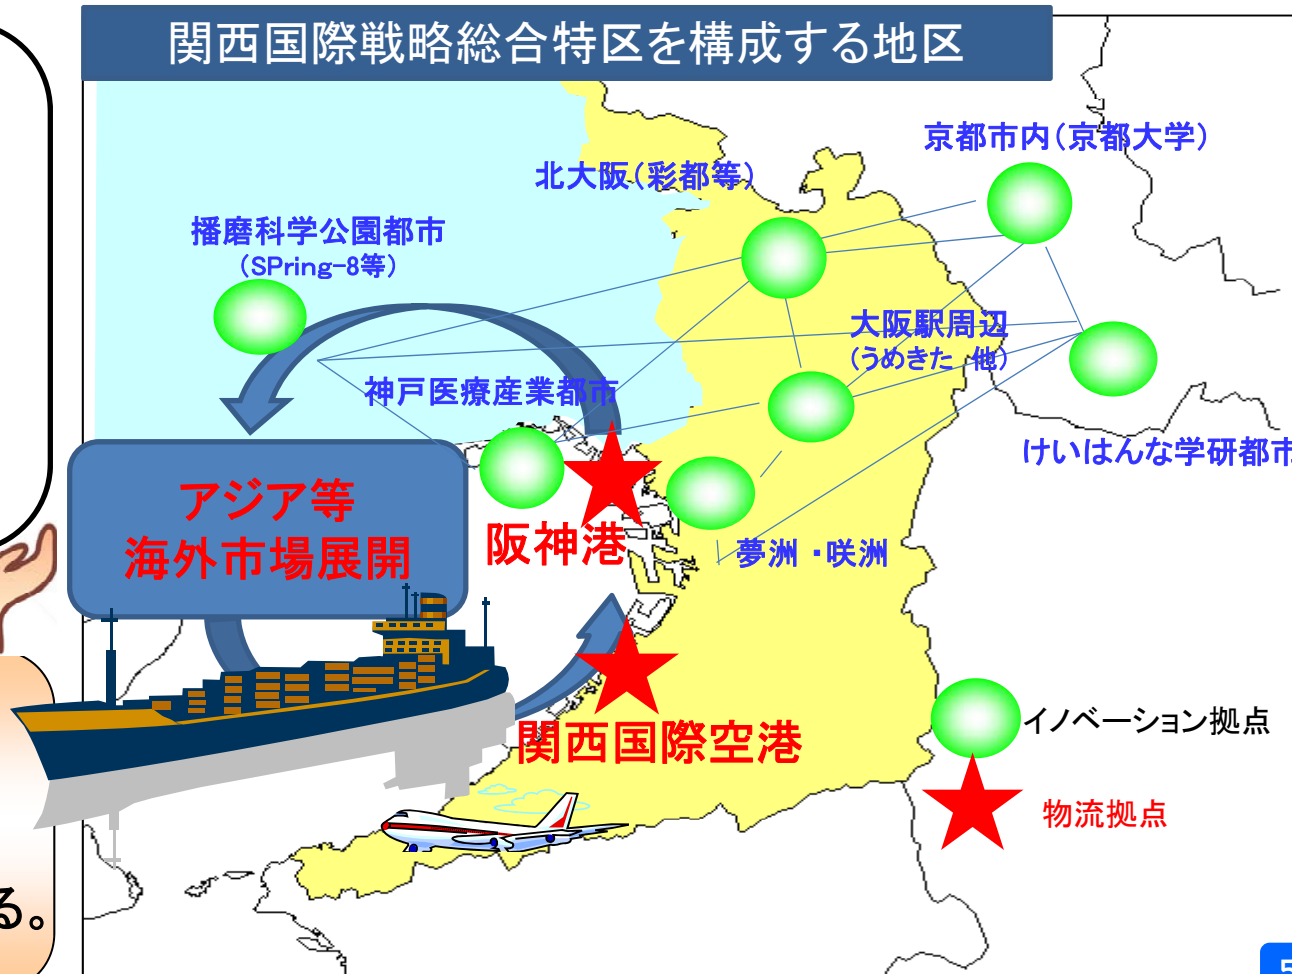 関西国際戦略総合特区を構成する地区
京都市内(京都大学)
北大阪(彩都等)
播磨科学公園都市
(SPring-8等)
大阪駅周辺
(うめきた 他)
神戸医療産業都市
けいはんな学研都市
アジア等
海外市場展開
阪神港
夢洲・咲洲
関西国際空港
イノベーション拠点
物流拠点
る。
5